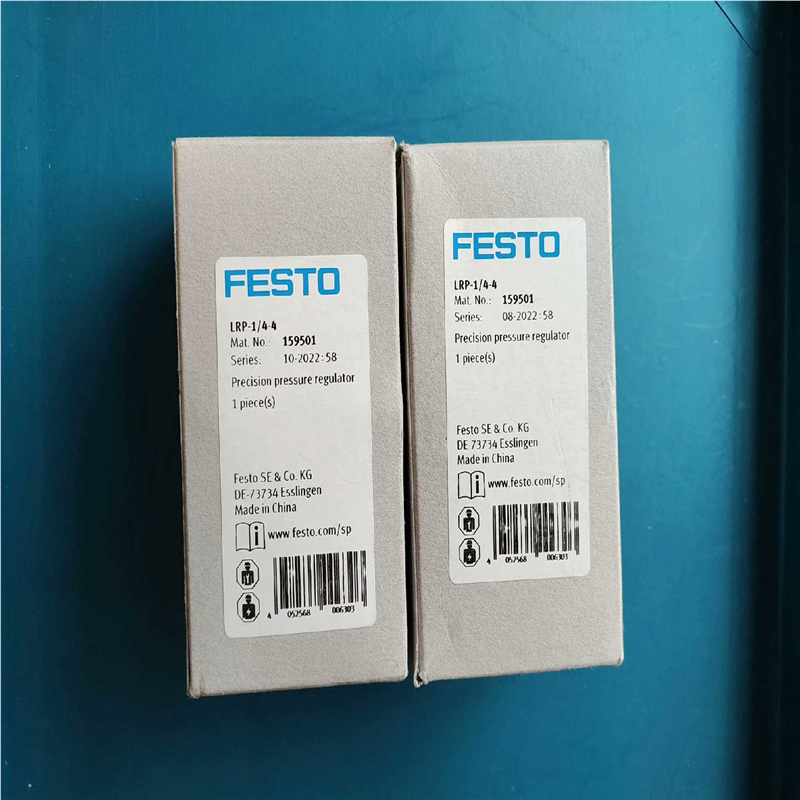 FESTO
LRP-1/4-4
Mat. No.: 159501
Series: 10-2022:58
Precision pressure regulator
1 piece(s)
Festo SE & Co. KG
DE-73734 Esslingen
Made in China
www.festo.com/sp
4 052568 006303
FESTO
LRP-1/4-4
Mat. No.: 159501
Series: 08-2022:58
Precision pressure regulator
1 piece(s)
Festo SE & Co. KG
DE-73734 Esslingen
Made in China
www.festo.com/sp
4 052568 006303